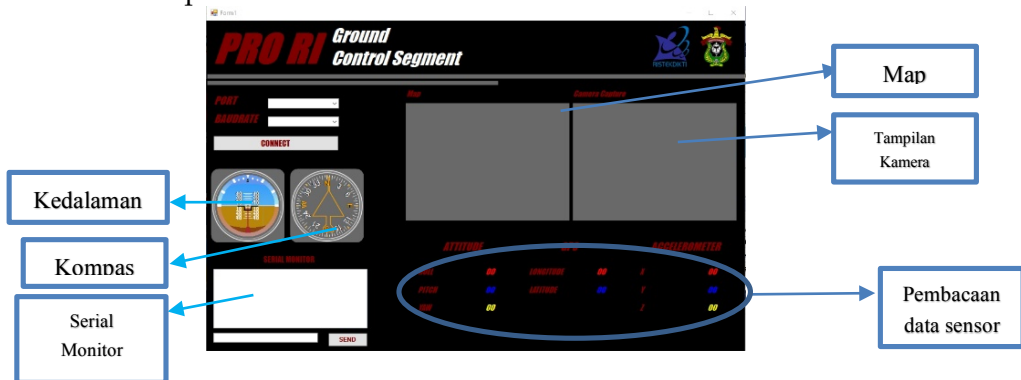 Form1
PRO RI
Ground
Control Segment
RISTEKDIKTI
Map
Tampilan
Kamera
PORT
BAUDRATE
CONNECT
Map
Camera Capture
Kedalaman
Kompas
Serial
Monitor
SERIAL MONITOR
SEND
ATTITUDE
GPS
ACCELEROMETER
00
LONGITUDE
00
00
PITCH
00
LATITUDE
00
Y
00
YAW
00
Z
00
Pembacaan
data sensor